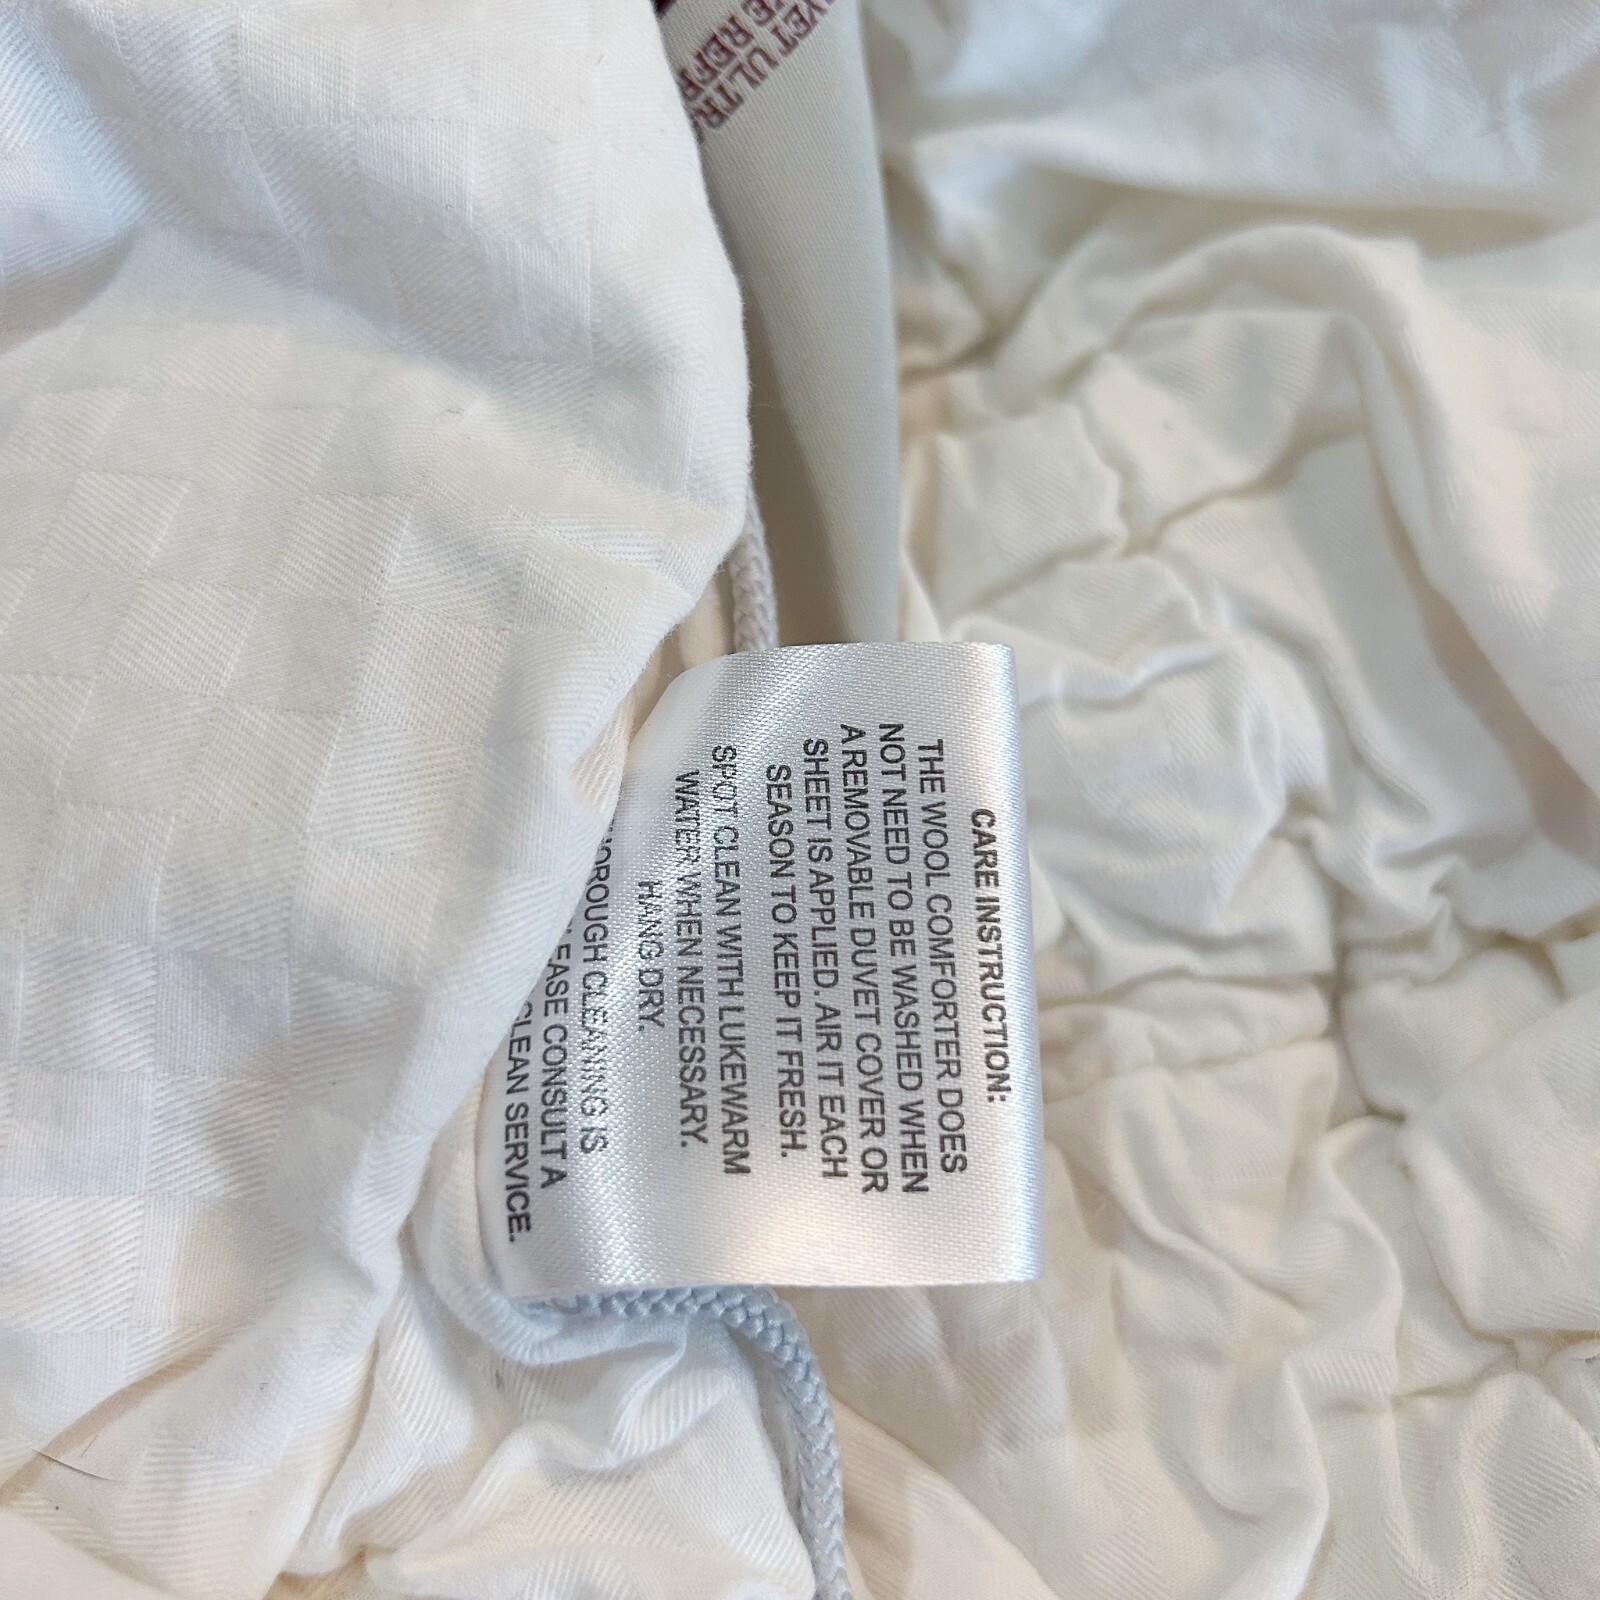 CARE INSTRUCTION:
THE WOOL COMFORTER DOES
NOT NEED TO BE WASHED WHEN
A REMOVABLE DUVET COVER OR
SHEET IS APPLIED. AIR IT EACH
SEASON TO KEEP IT FRESH.
SPOT CLEAN WITH LUKEWARM
WATER WHEN NECESSARY.
HANG DRY.
CLEANING IS
CONSULT A
CLEAN SERVICE.